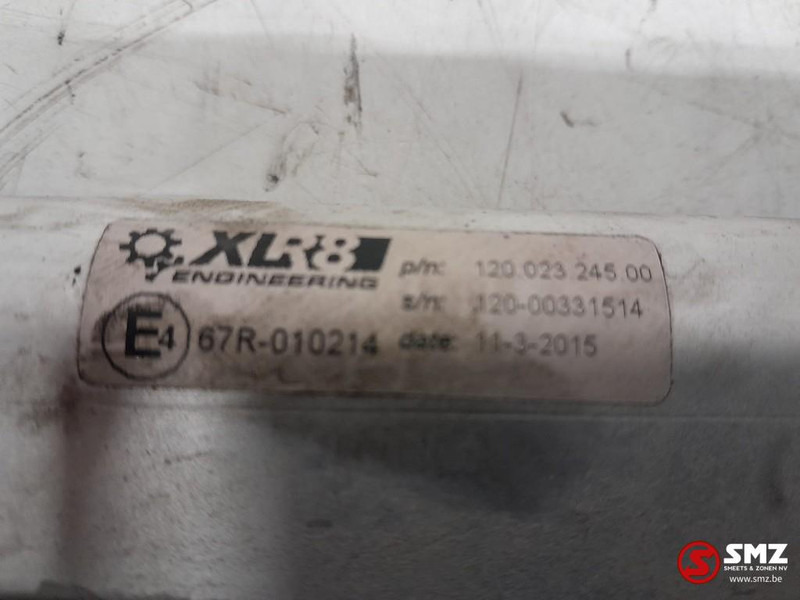 XLR8
ENGINEERING
p/n: 120 023 245 00
s/n: 120-00331514
E4 67R-010214 date: 11-3-2015
SMZ
SMEETS & ZONEN NV
www.smz.be